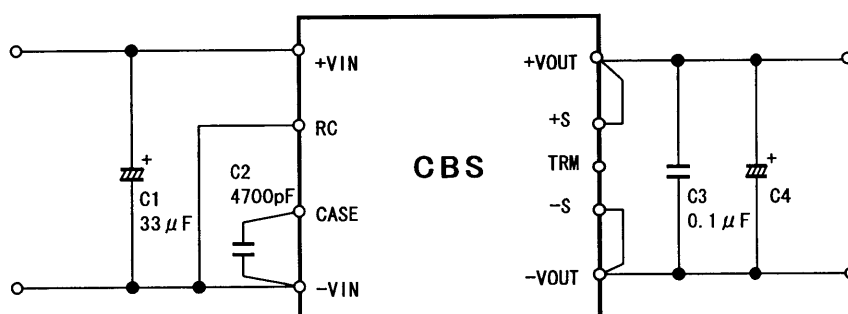 +VIN
+VOUT
RC
+S
C2
4700pF
CBS
TRM
+
C1
33μF
CASE
-S
C3
0.1μF
+
C4
-VIN
-VOUT